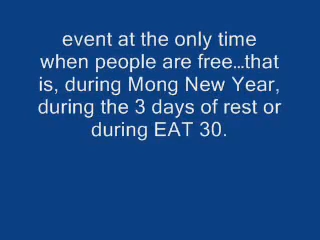 event at the only time
when people are free…that
is, during Mong New Year,
during the 3 days of rest or
during EAT 30.